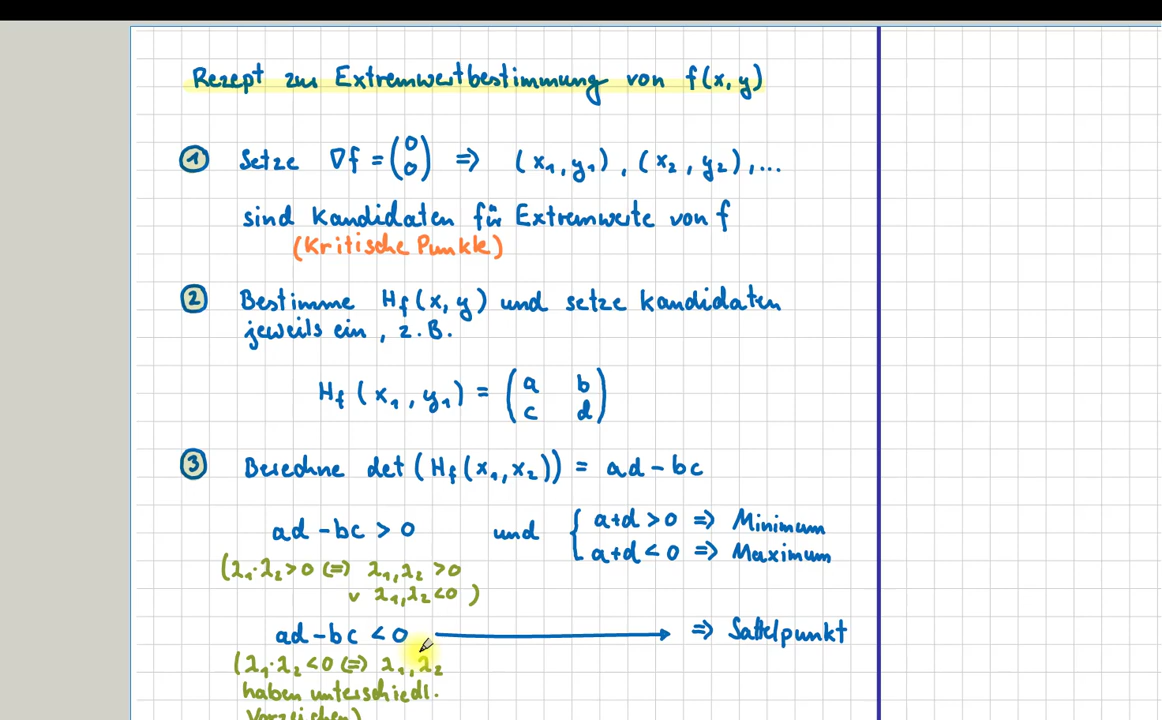 Rezept zur Extremwertbestimmung von f(x,y)
① Setze ∇f = (0 0) ⇒ (x₁,y₁), (x₂,y₂),...
sind Kandidaten für Extremwerte von f
(Kritische Punkte)
② Bestimme H_f(x,y) und setze Kandidaten
jeweils ein, z.B.
H_f(x₁,y₁) = (a b
c d)
③ Berechne det(H_f(x₁,x₂)) = ad-bc
ad-bc > 0 und { a+d > 0 ⇒ Minimum
a+d < 0 ⇒ Maximum
(λ₁·λ₂>0 (=) λ₁,λ₂ >0
v λ₁,λ₂<0 )
ad-bc < 0 → ⇒ Sattelpunkt
(λ₁·λ₂<0 (=) λ₁,λ₂
haben unterschiedl.
Vorzeichen)